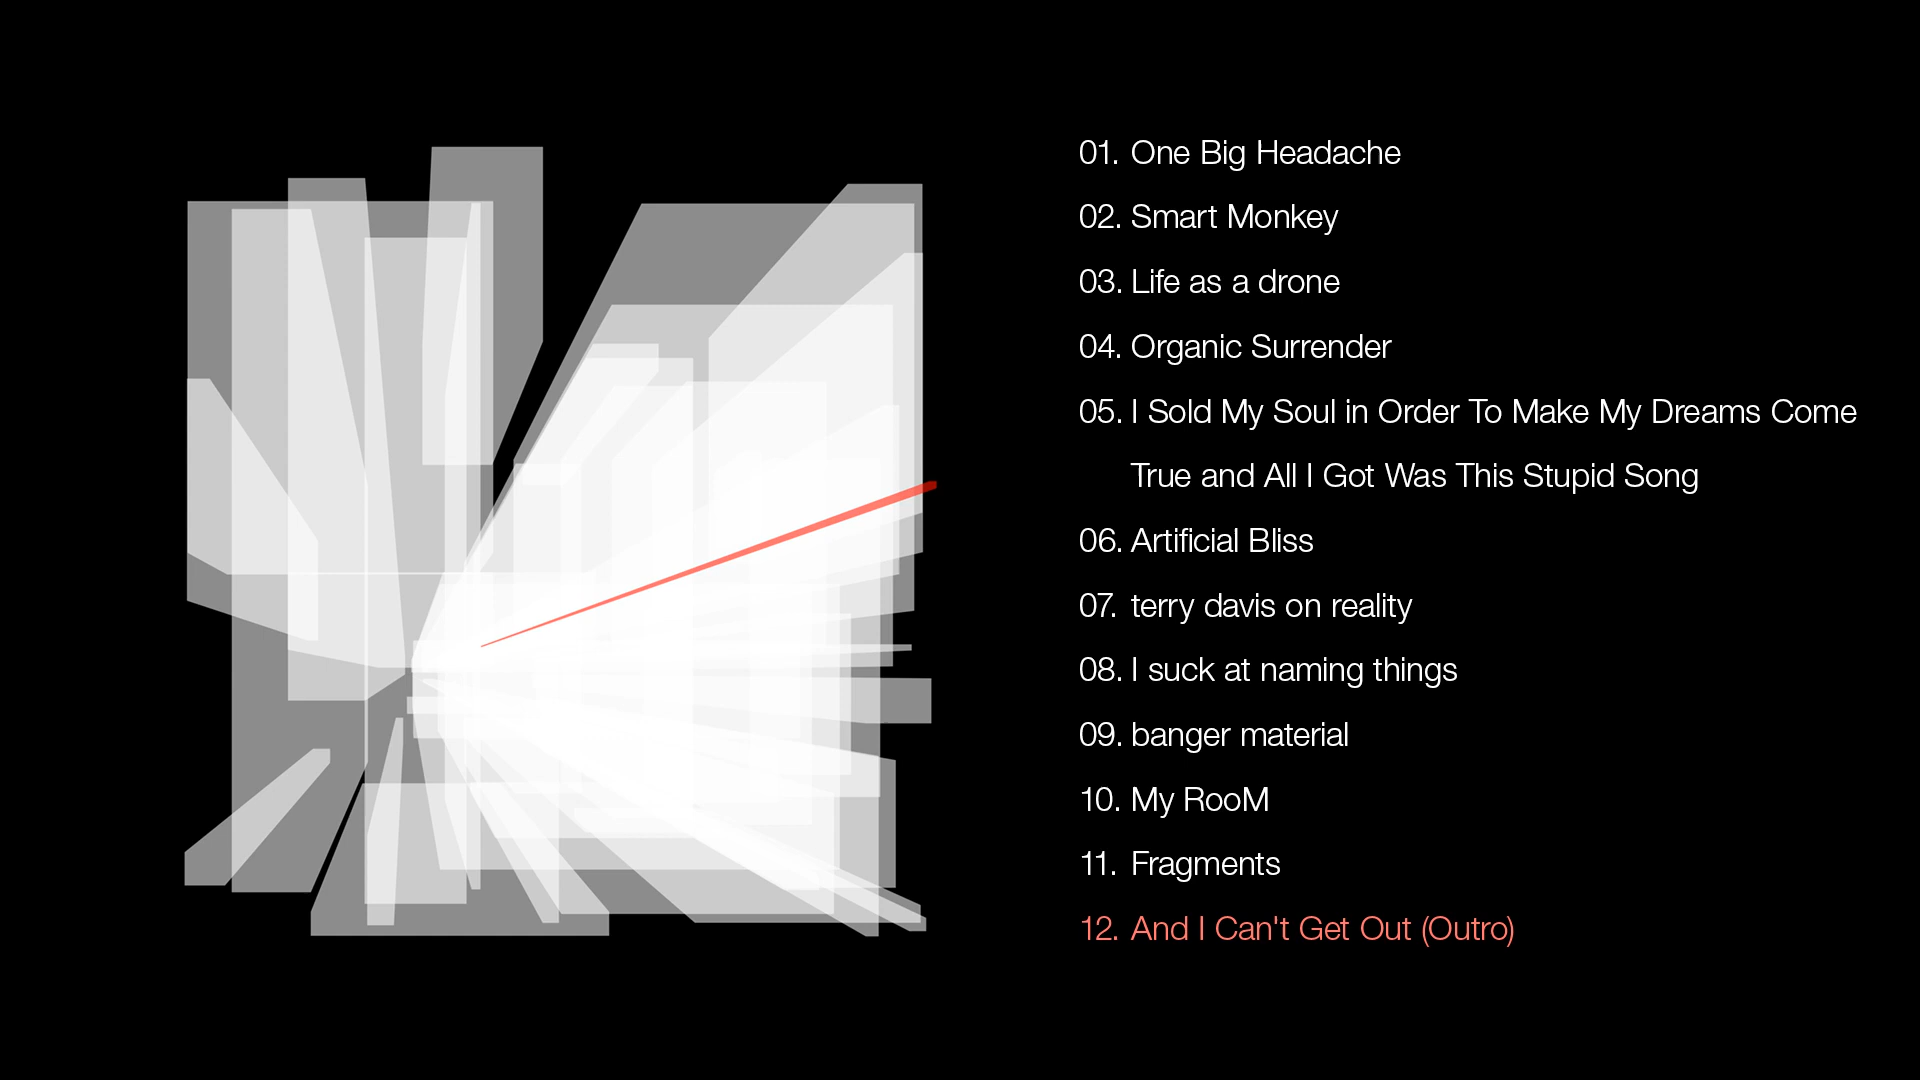 01. One Big Headache
02. Smart Monkey
03. Life as a drone
04. Organic Surrender
05. I Sold My Soul in Order To Make My Dreams Come
True and All I Got Was This Stupid Song
06. Artificial Bliss
07. terry davis on reality
08. I suck at naming things
09. banger material
10. My RooM
11. Fragments
12. And I Can't Get Out (Outro)